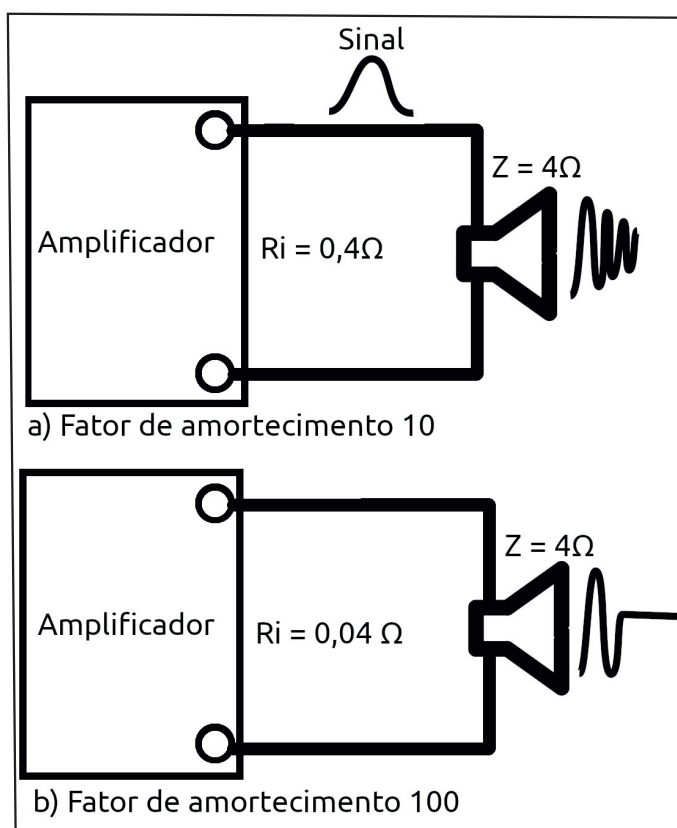 Sinal
Z = 4Ω
Amplificador
Ri = 0,4Ω
a) Fator de amortecimento 10
Z = 4Ω
Amplificador
Ri = 0,04 Ω
b) Fator de amortecimento 100